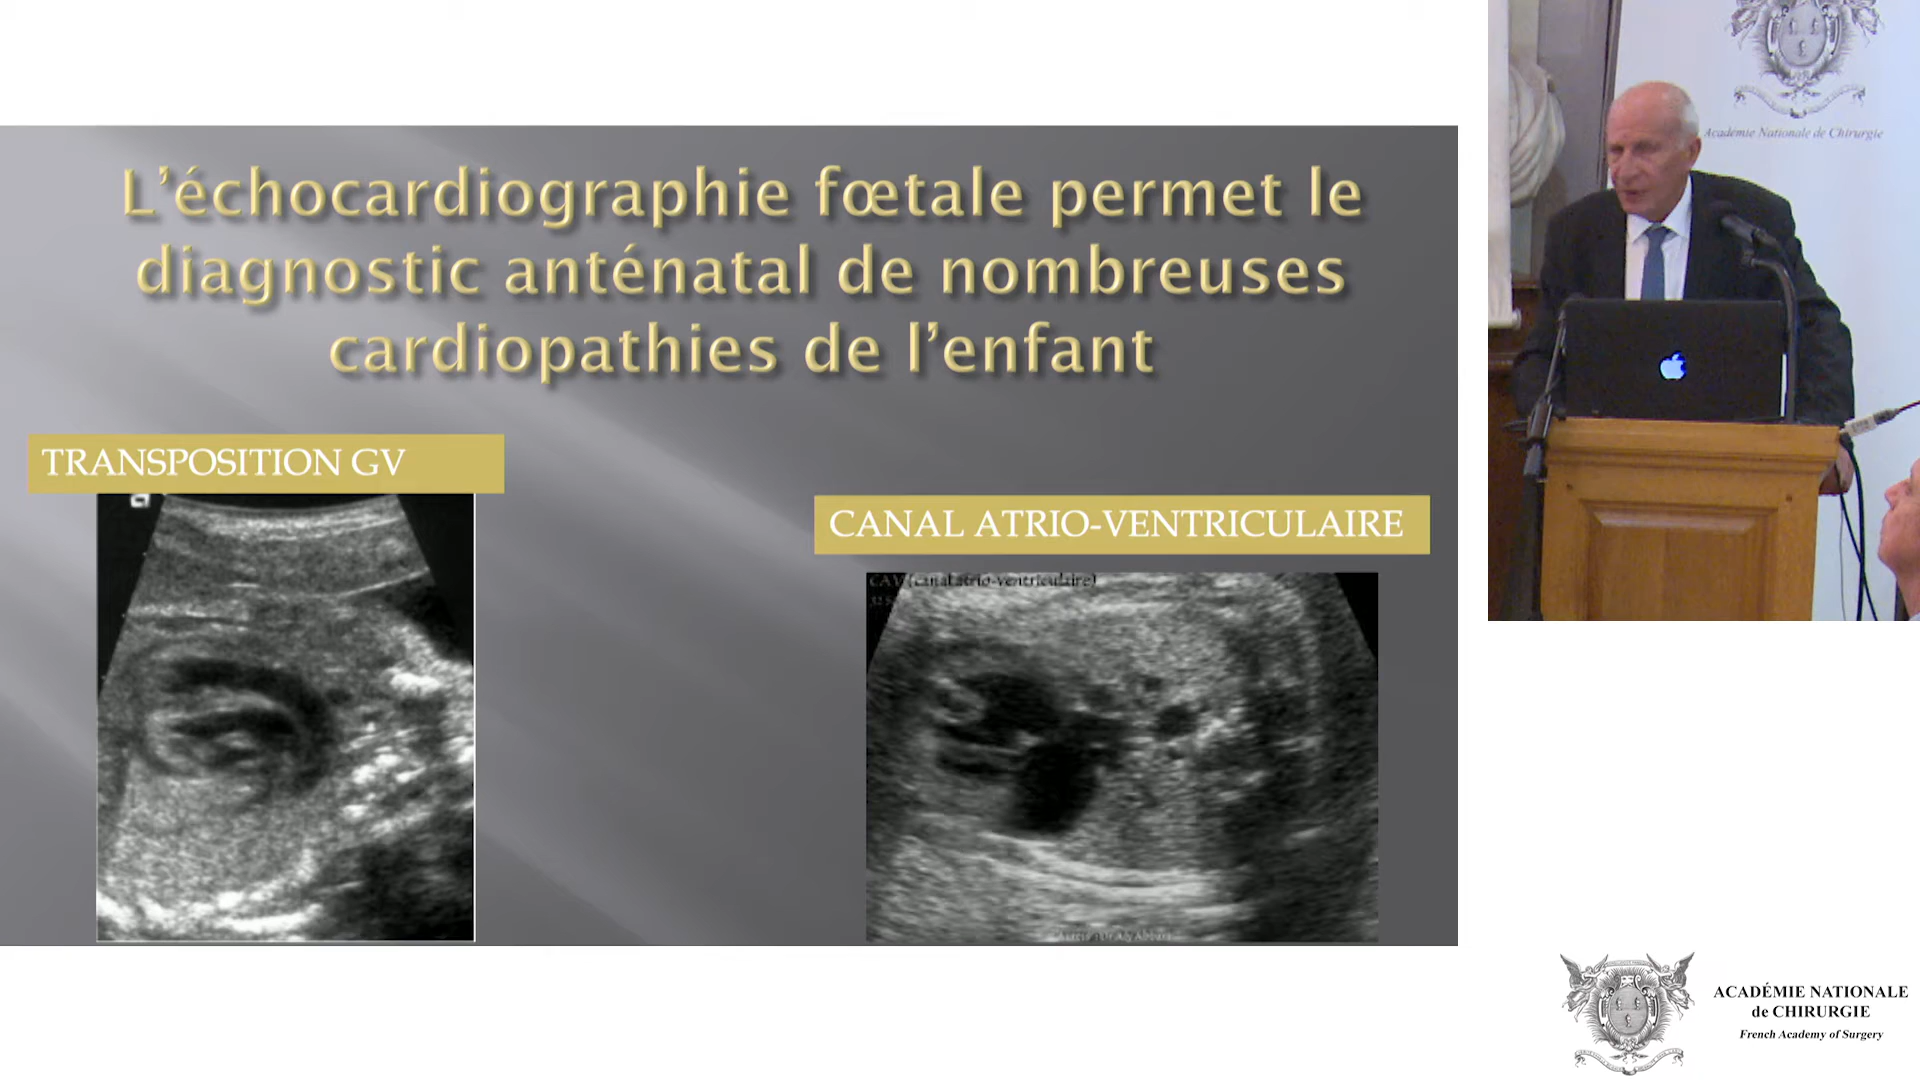 L'échocardiographie fœtale permet le
diagnostic anténatal de nombreuses
cardiopathies de l'enfant
TRANSPOSITION GV
CANAL ATRIO-VENTRICULAIRE
CAV (canal atrio-ventriculaire)
Académie Nationale de Chirurgie
ACADÉMIE NATIONALE
de CHIRURGIE
French Academy of Surgery